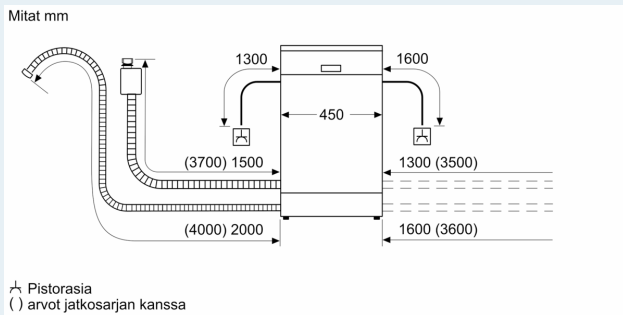 Mitat mm
1300
1600
450
(3700) 1500
1300 (3500)
(4000) 2000
1600 (3600)
Pistorasia
( ) arvot jatkosarjan kanssa